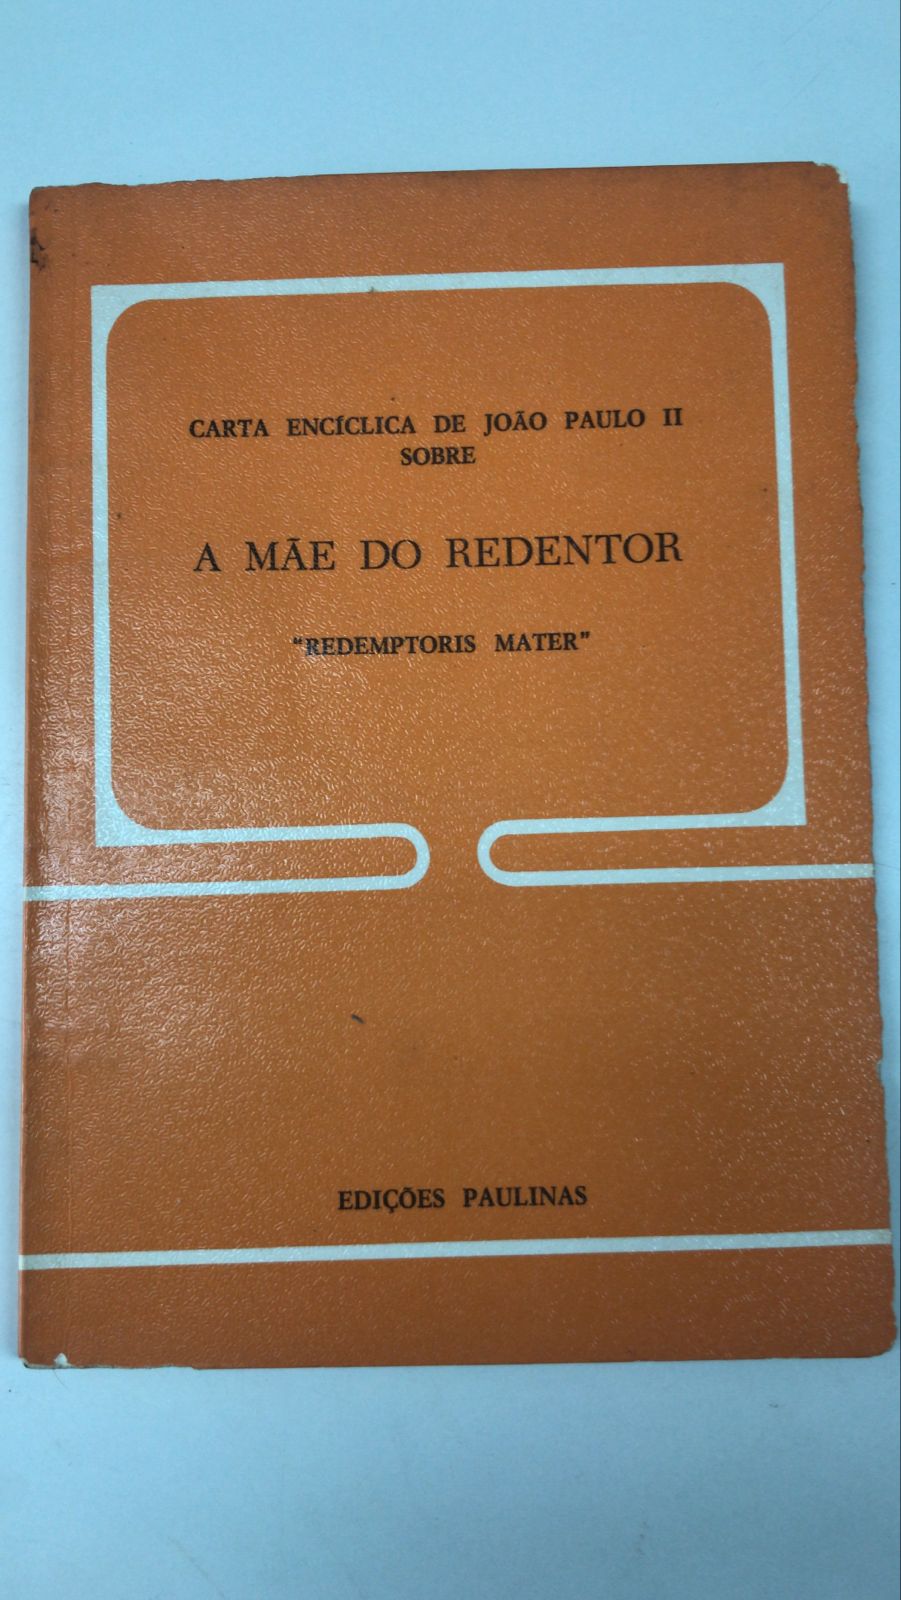 CARTA ENCÍCLICA DE JOÃO PAULO II
SOBRE
A MÃE DO REDENTOR
“REDEMPTORIS MATER”
EDIÇÕES PAULINAS